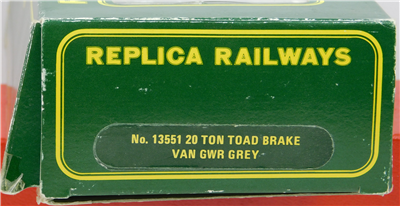 REPLICA RAILWAYS
No. 13551 20 TON TOAD BRAKE
VAN GWR GREY